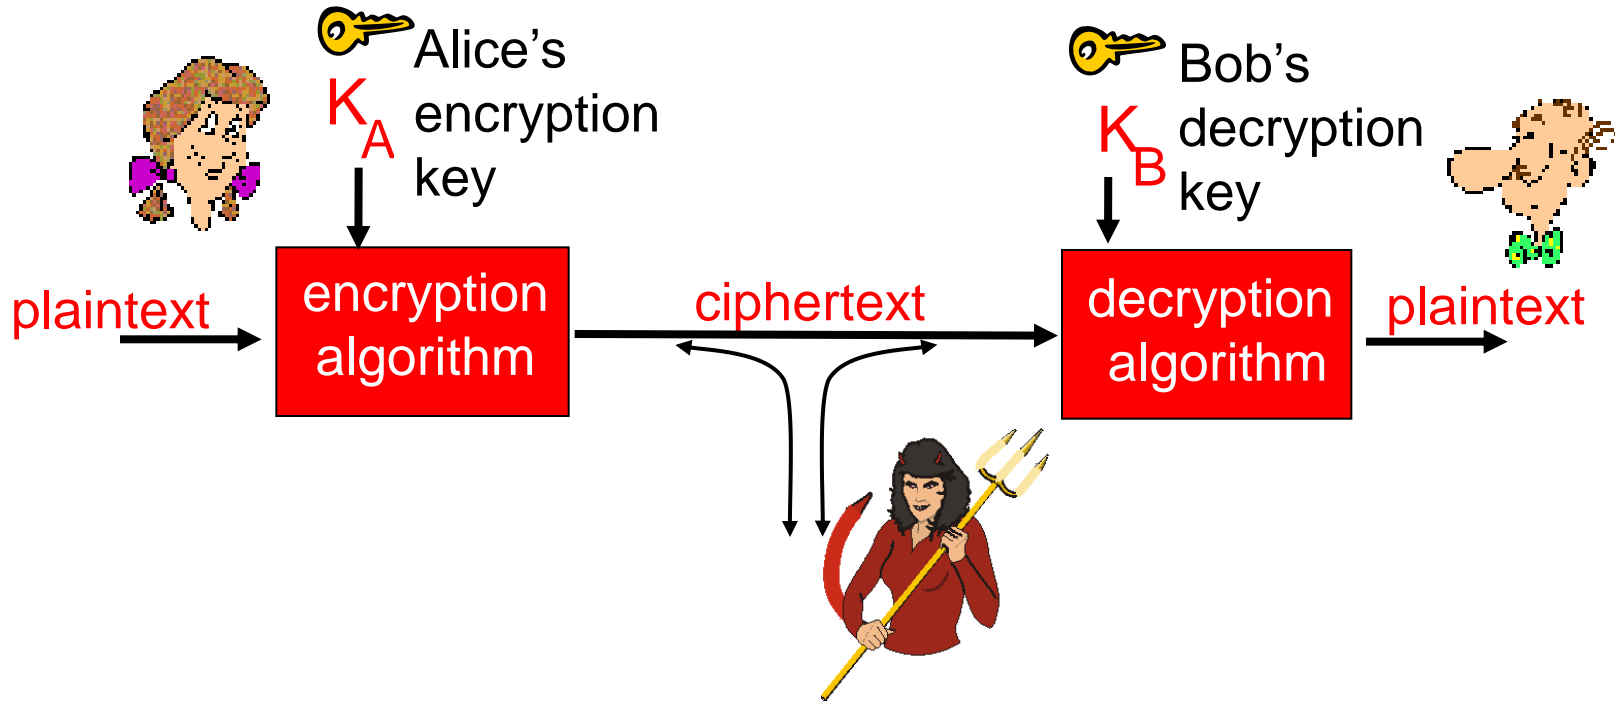 Alice’s
encryption
key
K
A
Bob’s
decryption
key
K
B
plaintext
encryption
algorithm
ciphertext
decryption
algorithm
plaintext